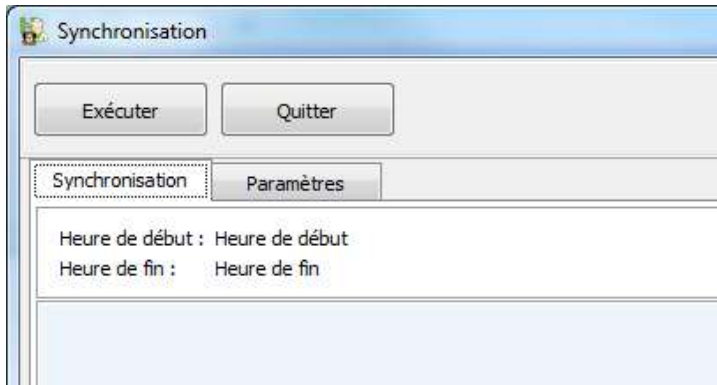 Synchronisation
Exécuter Quitter
Synchronisation Paramètres
Heure de début : Heure de début
Heure de fin : Heure de fin